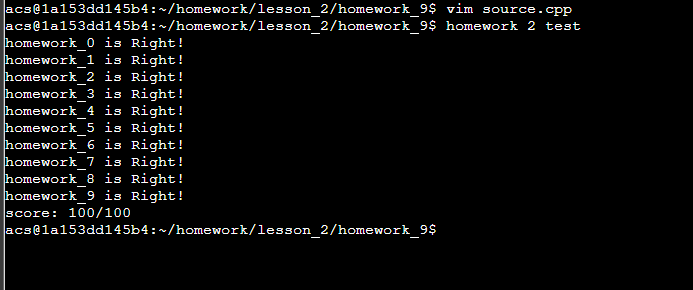 acs@1a153dd145b4:~/homework/lesson_2/homework_9$ vim source.cpp
acs@1a153dd145b4:~/homework/lesson_2/homework_9$ homework 2 test
homework_0 is Right!
homework_1 is Right!
homework_2 is Right!
homework_3 is Right!
homework_4 is Right!
homework_5 is Right!
homework_6 is Right!
homework_7 is Right!
homework_8 is Right!
homework_9 is Right!
score: 100/100
acs@1a153dd145b4:~/homework/lesson_2/homework_9$